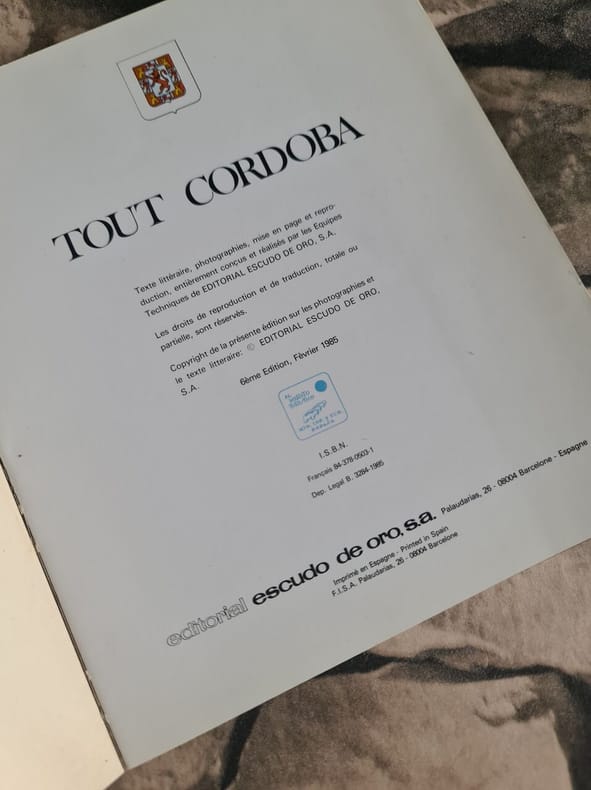 TOUT CORDOBA
Texte littéraire, photographies, mise en page et repro-
duction, entièrement conçus et réalisés par les Equipes
Techniques de EDITORIAL ESCUDO DE ORO, S.A.
Les droits de reproduction et de traduction, totale ou
partielle, sont réservés.
Copyright de la présente édition sur les photographies et
le texte litteraire: © EDITORIAL ESCUDO DE ORO,
S.A.
6ème Edition, Février 1985
I.S.B.N.
Français 84-378-0503-1
Dep. Legal B. 3284-1985
editorial escudo de oro, s.a. Palaudarias, 26 - 08004 Barcelone - Espagne
Imprimé en Espagne - Printed in Spain
F.I.S.A. Palaudarias, 26 - 08004 Barcelone